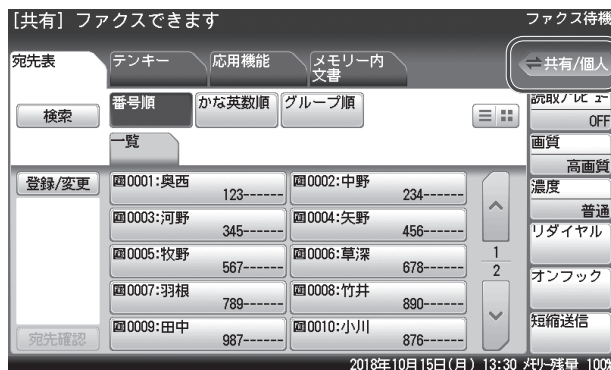 [共有] ファクスできます
ファクス待機
宛先表
テンキー
応用機能
メモリー内
文書
共有/個人
検索
番号順
かな英数順
グループ順
読取プレビュー
OFF
一覧
画質
高画質
登録/変更
0001:奥西
123------
0002:中野
234------
濃度
普通
0003:河野
345------
0004:矢野
456------
リダイヤル
0005:牧野
567------
0006:草深
678------
1
2
オンフック
0007:羽根
789------
0008:竹井
890------
宛先確認
0009:田中
987------
0010:小川
876------
短縮送信
2018年10月15日(月) 13:30 メモリー残量 100%